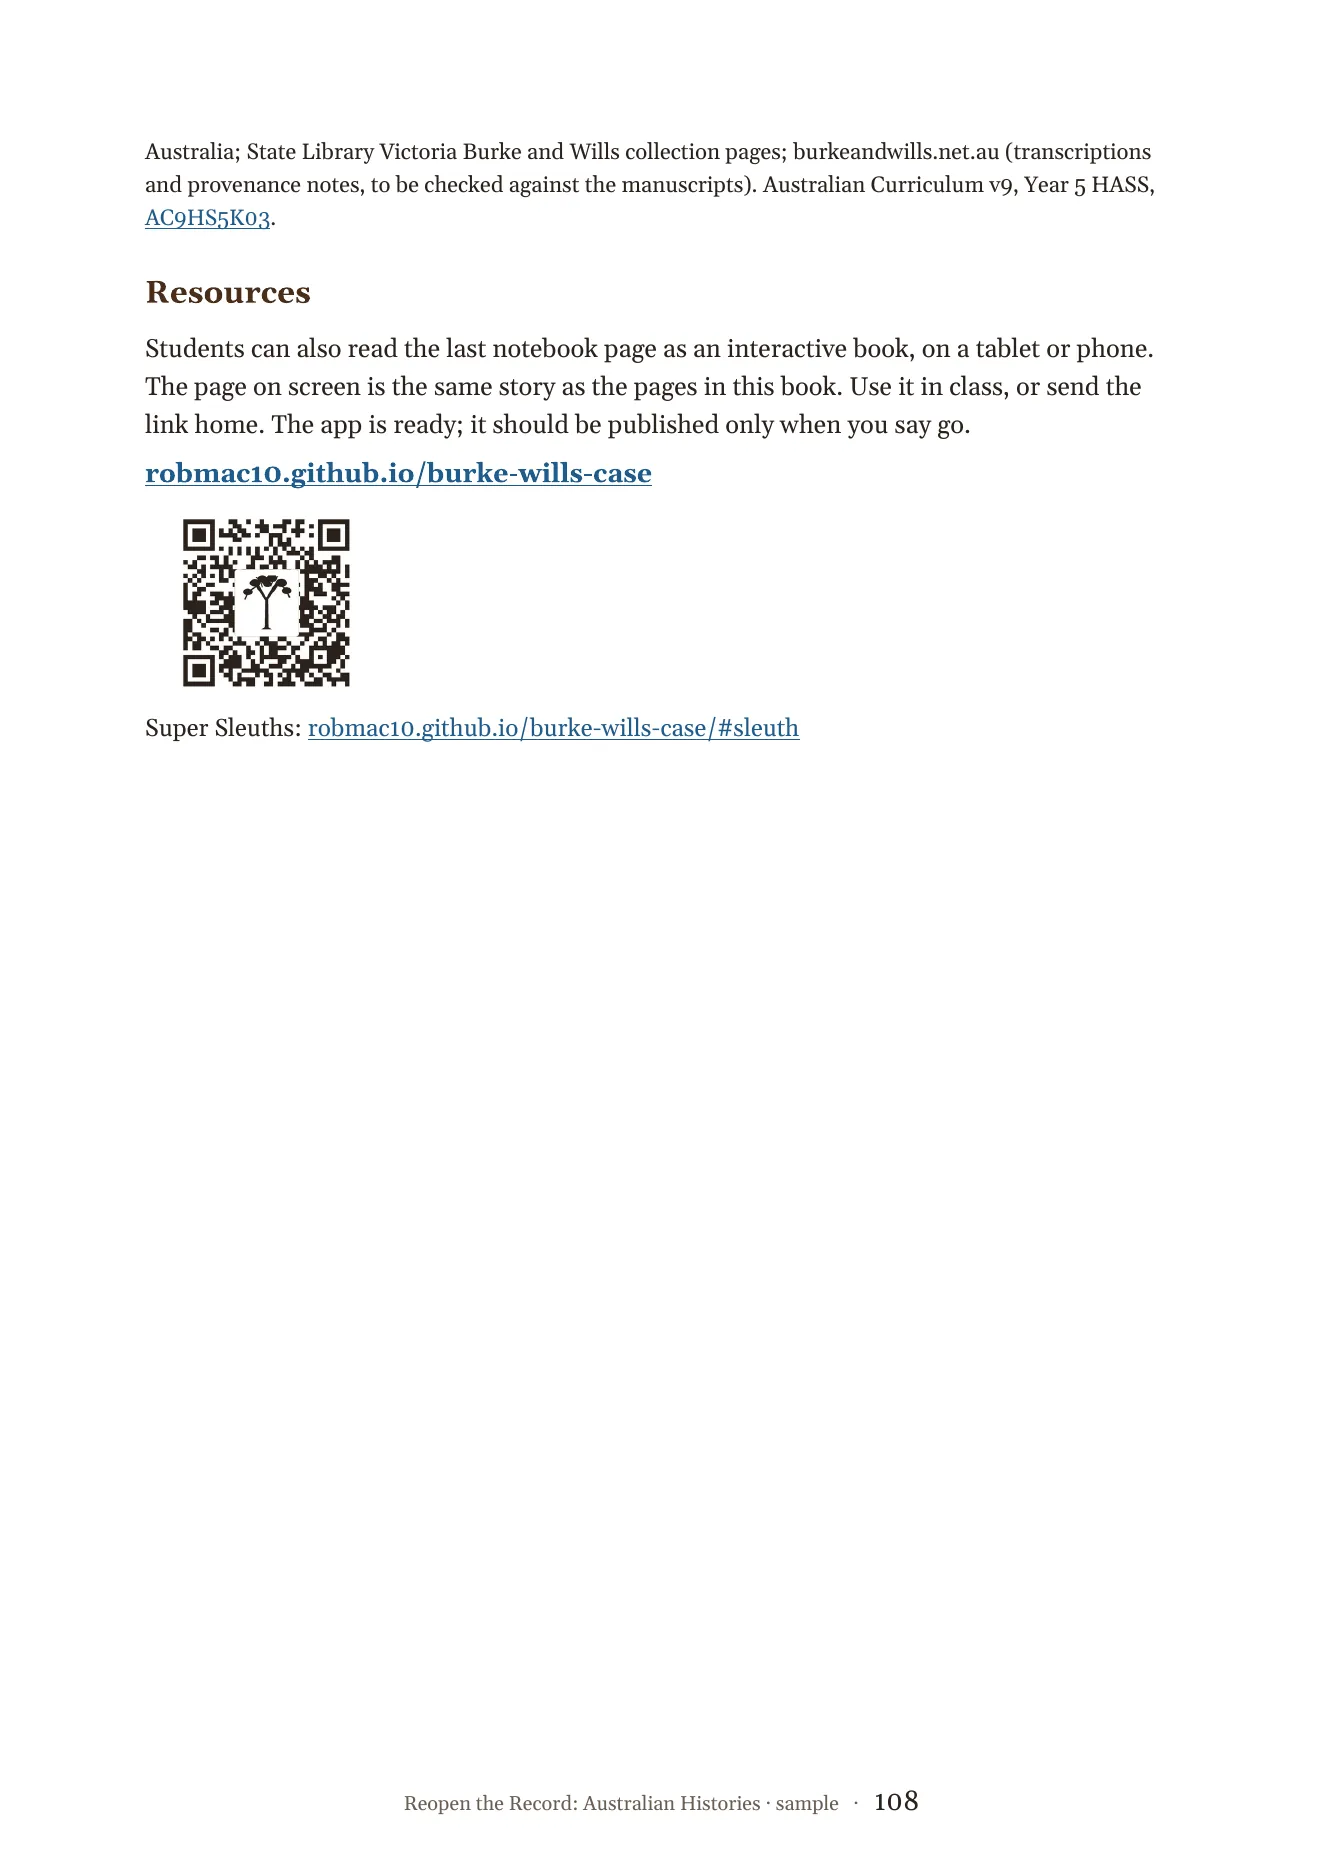 Australia; State Library Victoria Burke and Wills collection pages; burkeandwills.net.au (transcriptions
and provenance notes, to be checked against the manuscripts). Australian Curriculum v9, Year 5 HASS,
AC9HS5K03.
Resources
Students can also read the last notebook page as an interactive book, on a tablet or phone.
The page on screen is the same story as the pages in this book. Use it in class, or send the
link home. The app is ready; it should be published only when you say go.
robmac10.github.io/burke-wills-case
Super Sleuths: robmac10.github.io/burke-wills-case/#sleuth
Reopen the Record: Australian Histories · sample · 108